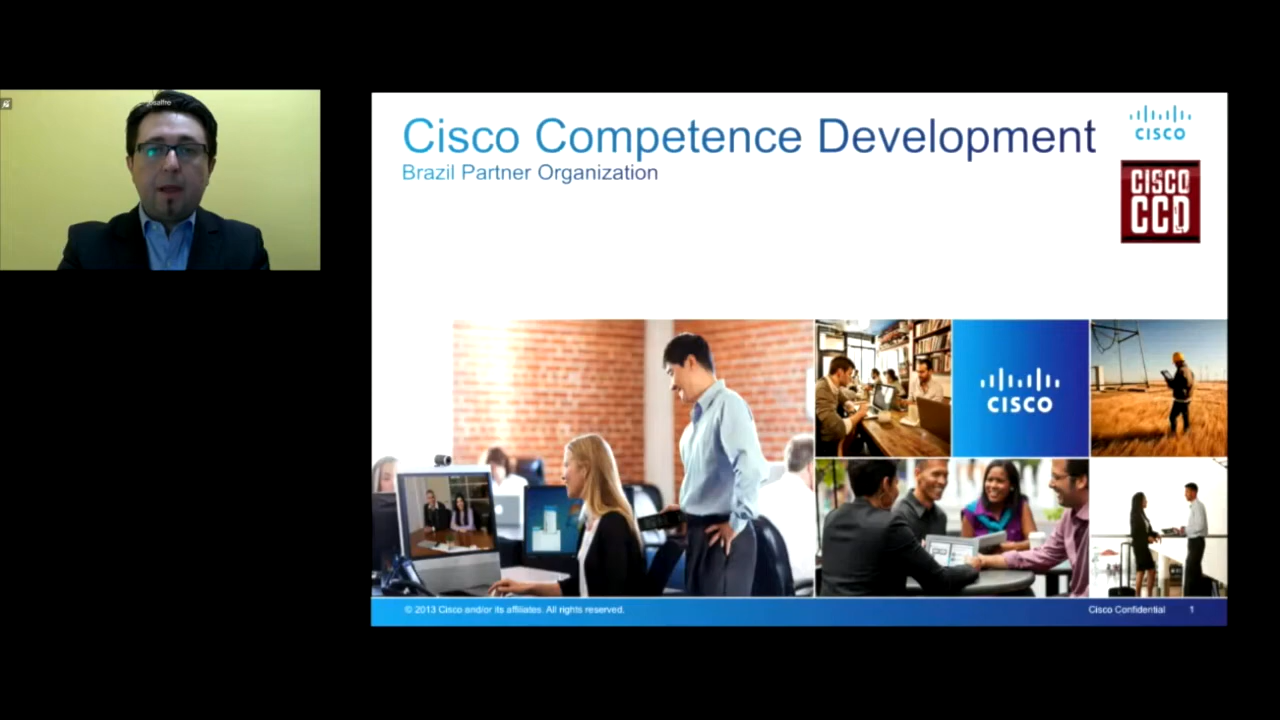 Cisco Competence Development
Brazil Partner Organization
CISCO
CISCO
CCD
CISCO
© 2013 Cisco and/or its affiliates. All rights reserved.
Cisco Confidential 1